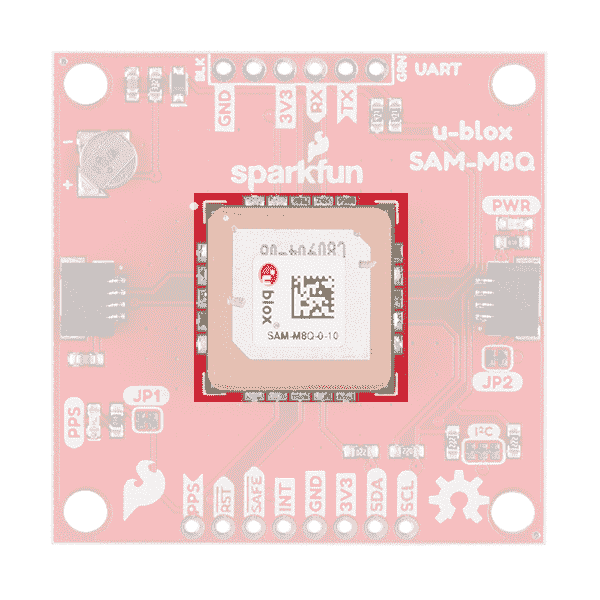 BLK
GRN
UART
GND
3V3
RX
TX
u-blox
SAM-M8Q
sparkfun
PWR
-
+
blox
SAM-M8Q-0-10
JP1
JP2
PPS
I²C
PPS
RST
SAFE
INT
GND
3V3
SDA
SCL